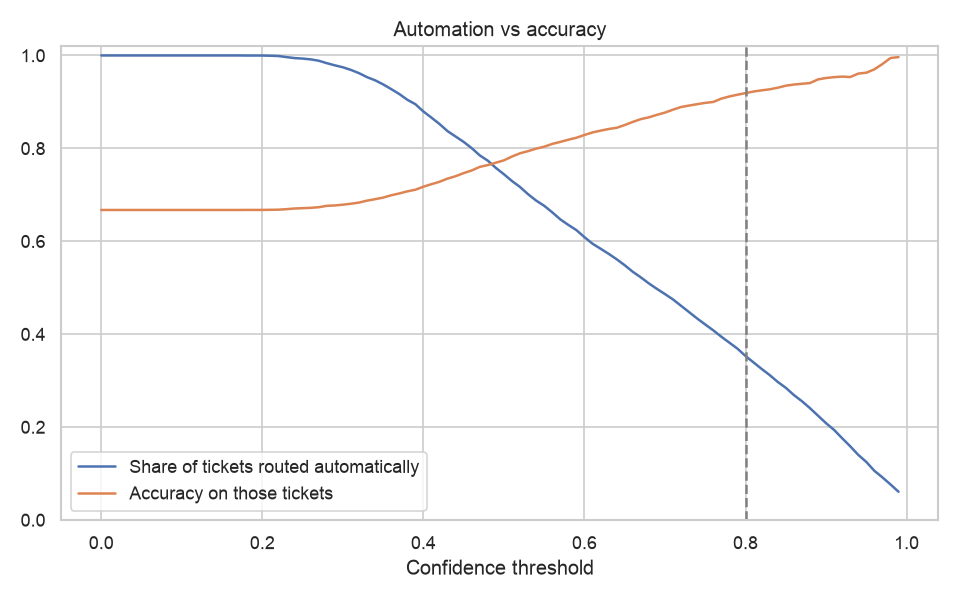 Automation vs accuracy
1.0
0.8
0.6
0.4
0.2
0.0
Share of tickets routed automatically
Accuracy on those tickets
0.0 0.2 0.4 0.6 0.8 1.0
Confidence threshold